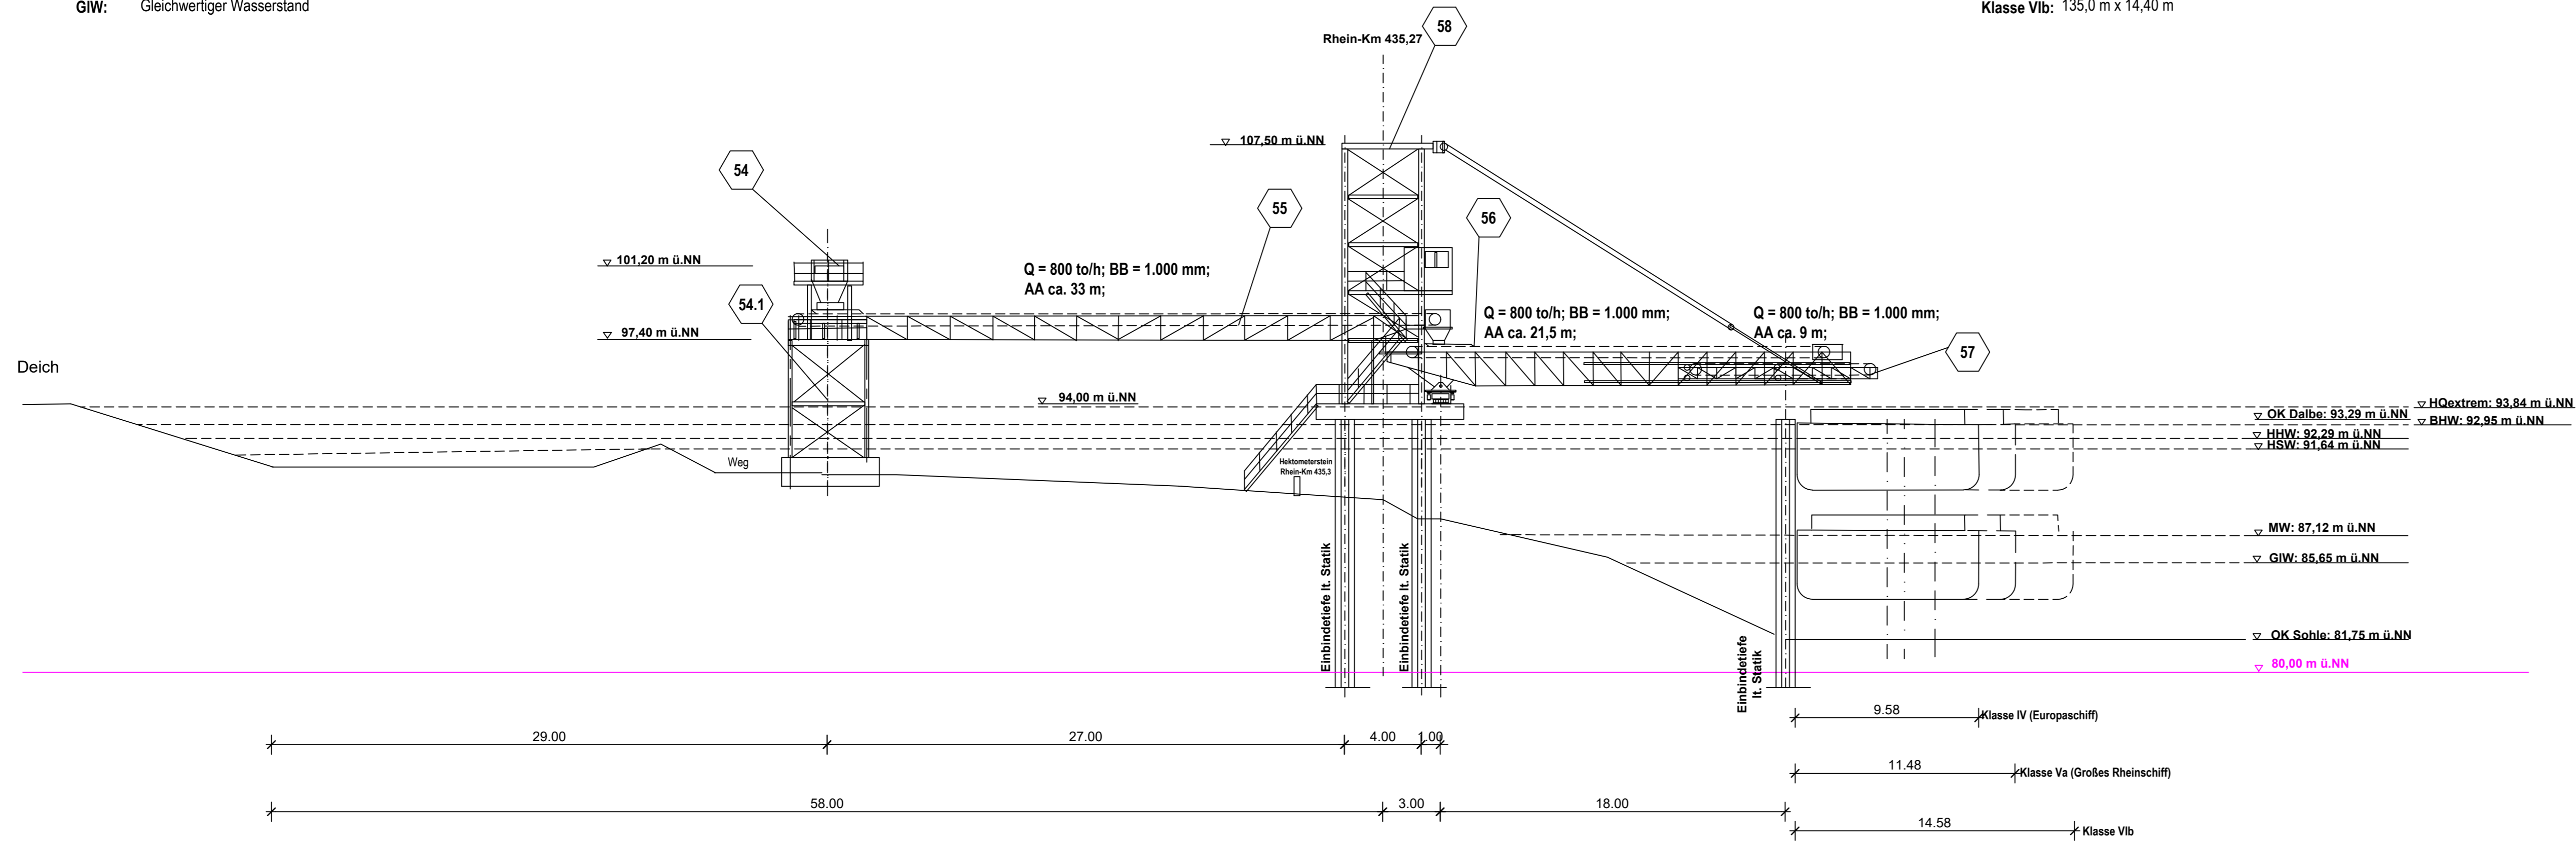 GlW: Gleichwertiger Wasserstand
Klasse VIb: 135,0 m x 14,40 m
58
Rhein-Km 435,27
107,50 m ü.NN
54
55
56
101,20 m ü.NN
Q = 800 to/h; BB = 1.000 mm;
AA ca. 33 m;
54.1
Q = 800 to/h; BB = 1.000 mm;
AA ca. 21,5 m;
Q = 800 to/h; BB = 1.000 mm;
AA ca. 9 m;
97,40 m ü.NN
57
Deich
94,00 m ü.NN
HQextrem: 93,84 m ü.NN
OK Dalbe: 93,29 m ü.NN
BHW: 92,95 m ü.NN
HHW: 92,29 m ü.NN
HSW: 91,64 m ü.NN
Weg
Hektometerstein
Rhein-Km 435,3
MW: 87,12 m ü.NN
GlW: 85,65 m ü.NN
Einbindetiefe lt. Statik
Einbindetiefe lt. Statik
Einbindetiefe
lt. Statik
OK Sohle: 81,75 m ü.NN
80,00 m ü.NN
9.58
Klasse IV (Europaschiff)
29.00
27.00
4.00
1.00
11.48
Klasse Va (Großes Rheinschiff)
58.00
3.00
18.00
14.58
Klasse VIb